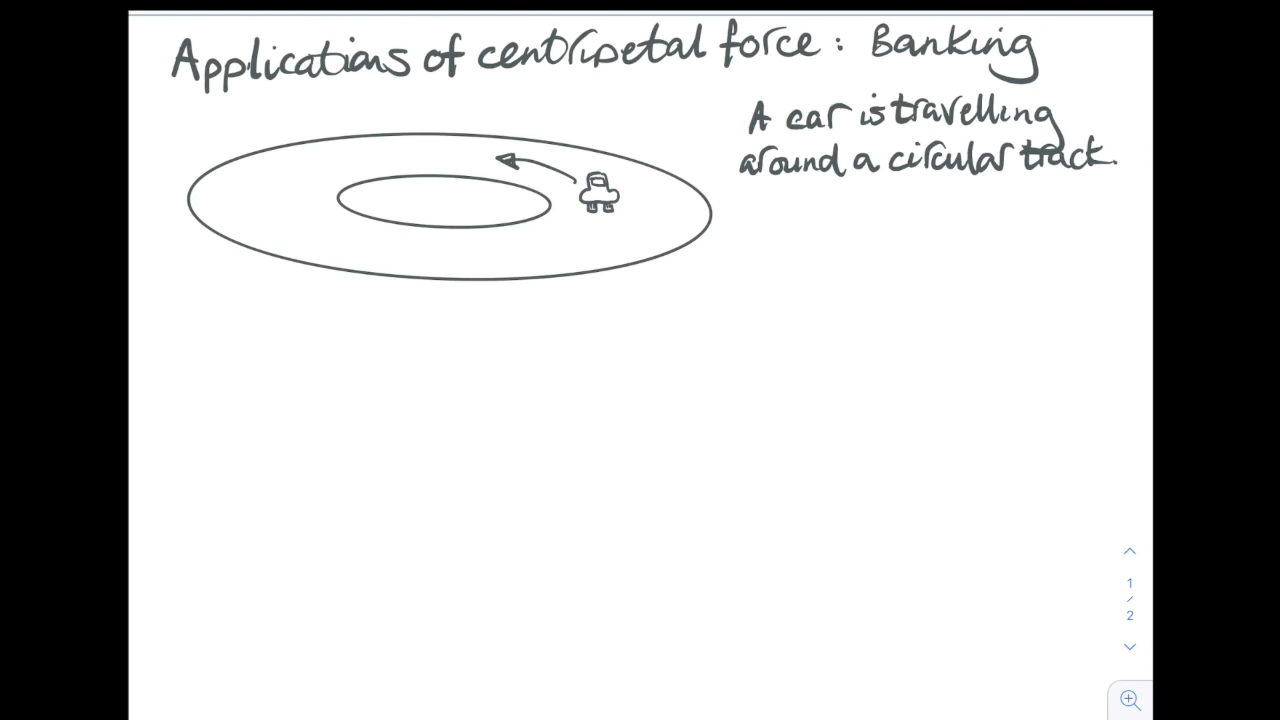 Applications of centripetal force : Banking
A car is travelling
around a circular track.
1
/
2